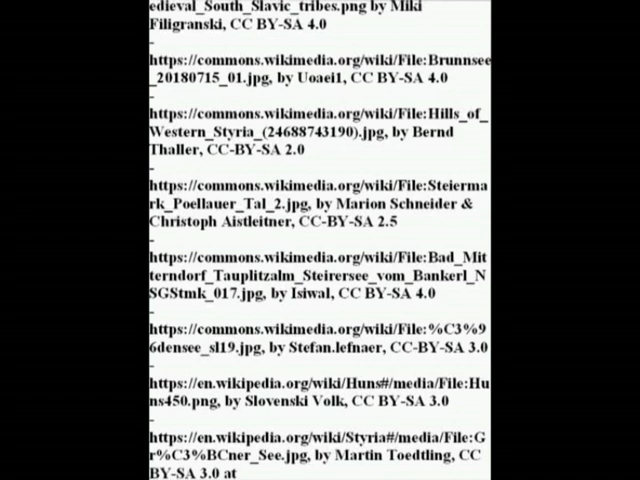 edieval_South_Slavic_tribes.png by Miki
Filigranski, CC BY-SA 4.0
-
https://commons.wikimedia.org/wiki/File:Brunnsee
_20180715_01.jpg, by Uoaei1, CC BY-SA 4.0
-
https://commons.wikimedia.org/wiki/File:Hills_of_
Western_Styria_(24688743190).jpg, by Bernd
Thaller, CC-BY-SA 2.0
-
https://commons.wikimedia.org/wiki/File:Steierma
rk_Poellauer_Tal_2.jpg, by Marion Schneider &
Christoph Aistleitner, CC-BY-SA 2.5
-
https://commons.wikimedia.org/wiki/File:Bad_Mit
terndorf_Tauplitzalm_Steirersee_vom_Bankerl_N
SGStmk_017.jpg, by Isiwal, CC BY-SA 4.0
-
https://commons.wikimedia.org/wiki/File:%C3%9
6densee_sl19.jpg, by Stefan.lefnaer, CC-BY-SA 3.0
-
https://en.wikipedia.org/wiki/Huns#/media/File:Hu
ns450.png, by Slovenski Volk, CC BY-SA 3.0
-
https://en.wikipedia.org/wiki/Styria#/media/File:G
r%C3%BCner_See.jpg, by Martin Toedtling, CC
BY-SA 3.0 at